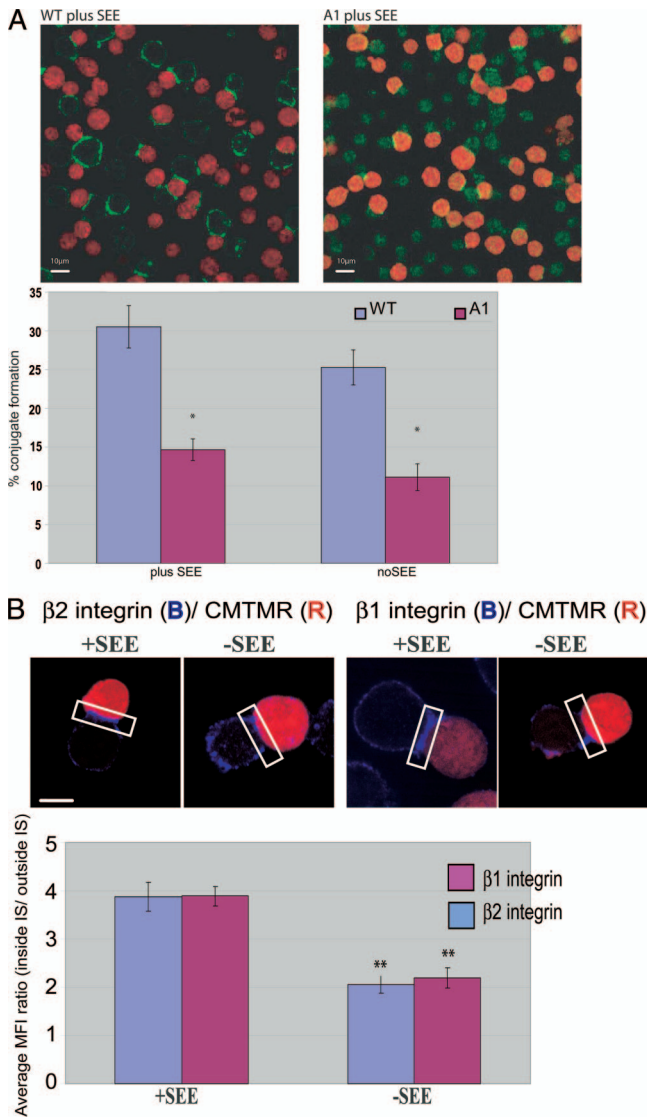 A
WT plus SEE
A1 plus SEE
10µm
10µm
35
30
25
20
15
10
5
0
% conjugate formation
WT
A1
*
*
plus SEE
noSEE
B
β2 integrin (B)/ CMTMR (R)
β1 integrin (B)/ CMTMR (R)
+SEE
-SEE
+SEE
-SEE
5
4
3
2
1
0
Average MFI ratio (inside IS/ outside IS)
β1 integrin
β2 integrin
**
**
+SEE
-SEE